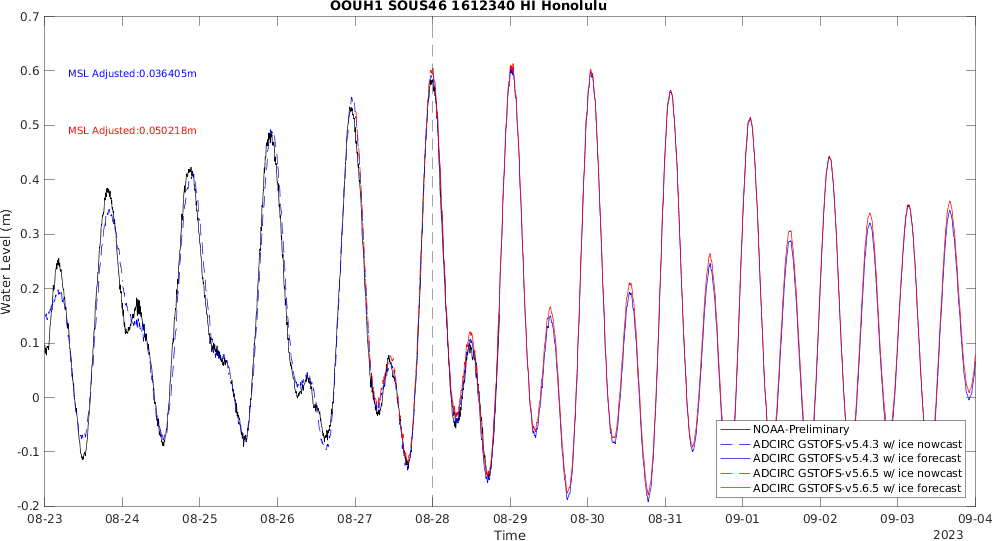 OOUH1 SOUS46 1612340 HI Honolulu
0.7
0.6
0.5
0.4
0.3
0.2
0.1
0
-0.1
-0.2
Water Level (m)
MSL Adjusted:0.036405m
MSL Adjusted:0.050218m
NOAA-Preliminary
ADCIRC GSTOFS-v5.4.3 w/ ice nowcast
ADCIRC GSTOFS-v5.4.3 w/ ice forecast
ADCIRC GSTOFS-v5.6.5 w/ ice nowcast
ADCIRC GSTOFS-v5.6.5 w/ ice forecast
08-23 08-24 08-25 08-26 08-27 08-28 08-29 08-30 08-31 09-01 09-02 09-03 09-04
Time
2023